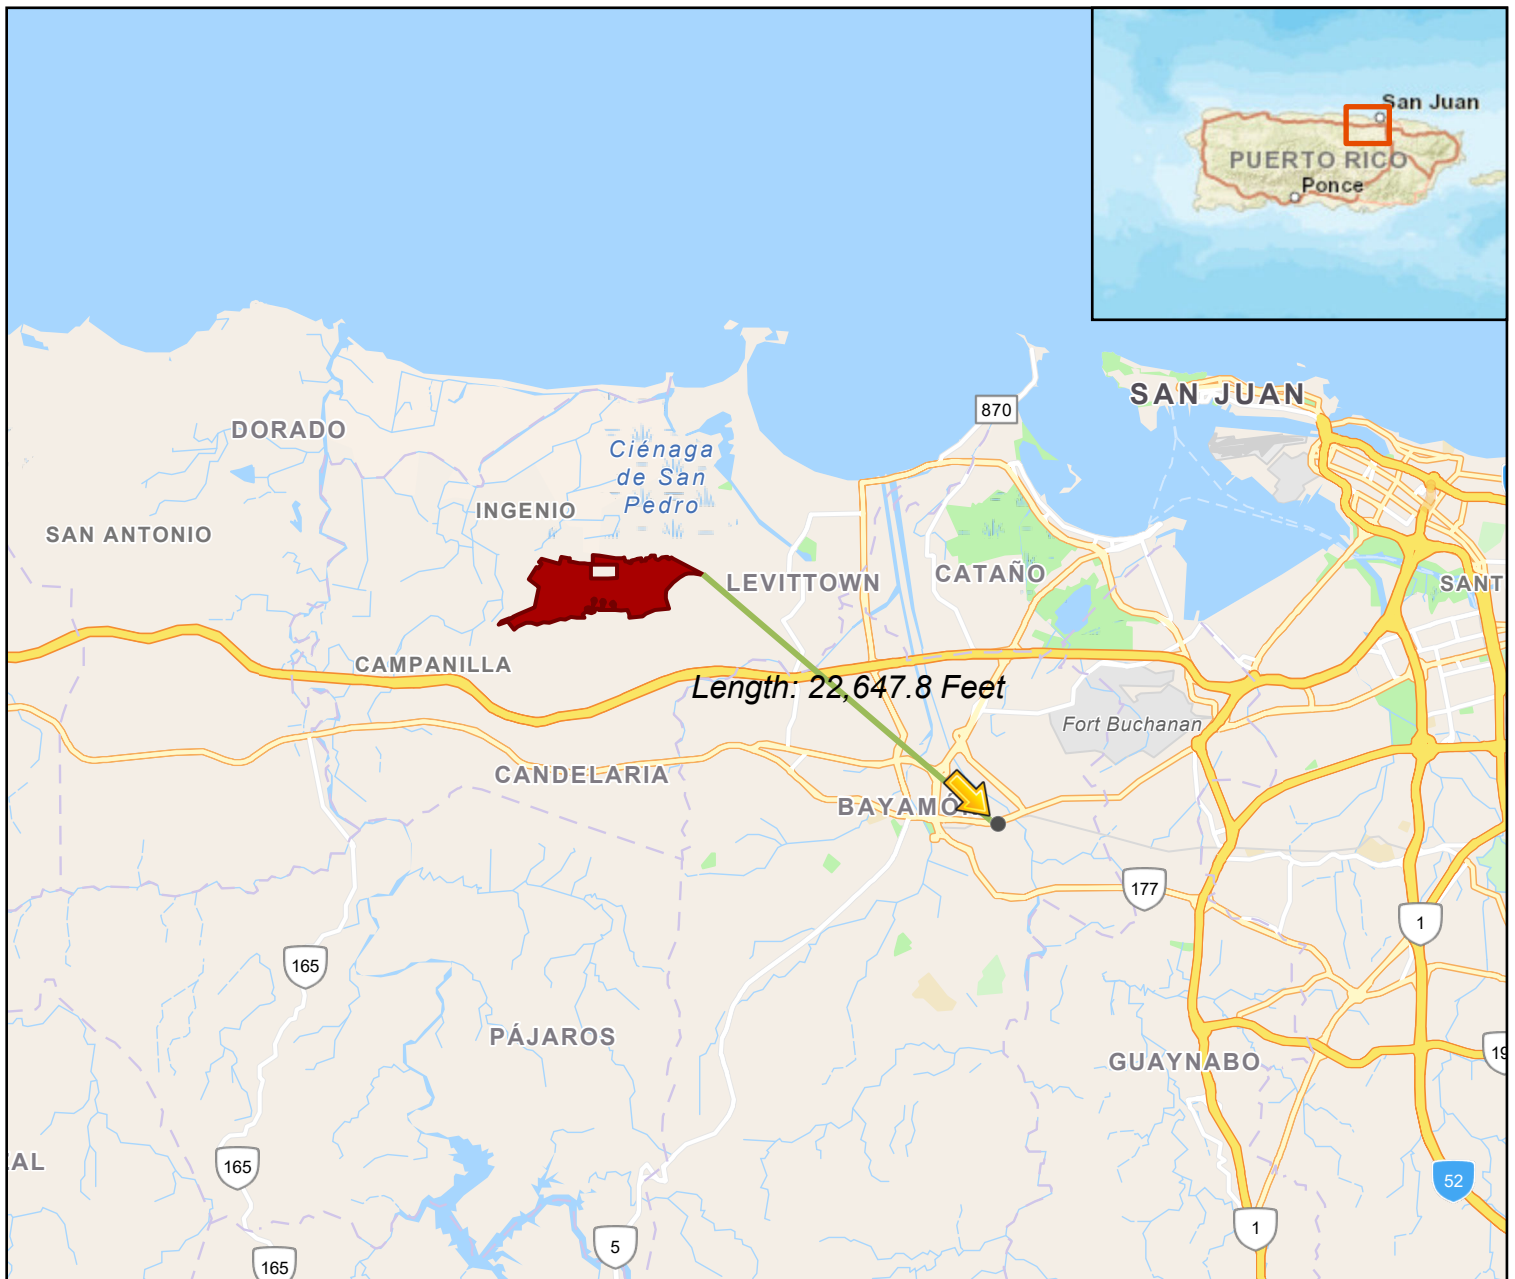 San Juan
PUERTO RICO
Ponce
SAN JUAN
870
DORADO
Ciénaga
de San
Pedro
INGENIO
SAN ANTONIO
LEVITTOWN
CATAÑO
SANT
CAMPANILLA
Length: 22,647.8 Feet
Fort Buchanan
CANDELARIA
BAYAMÓ
177
1
165
PÁJAROS
GUAYNABO
19
AL
165
52
1
5
165